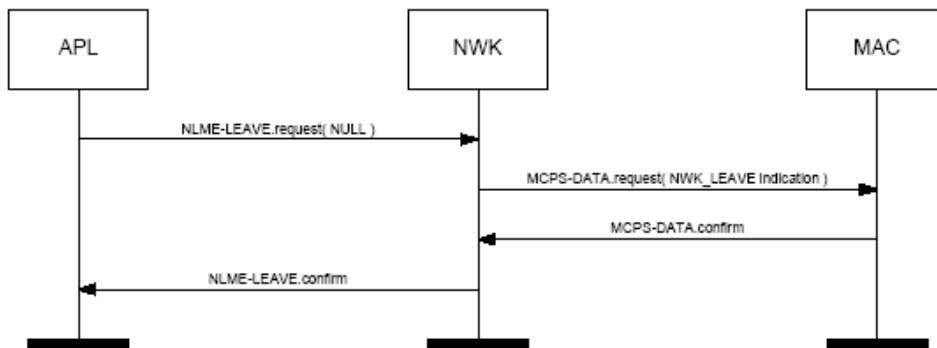 APL NWK MAC
NLME-LEAVE.request( NULL )
MCPS-DATA.request( NWK_LEAVE indication )
MCPS-DATA.confirm
NLME-LEAVE.confirm